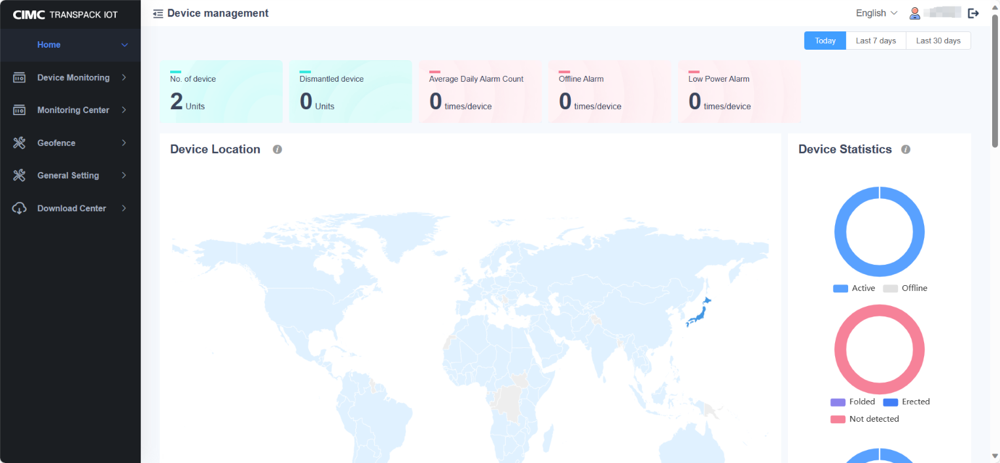 CIMC TRANSPACK IOT
Device management
English
Home
Today
Last 7 days
Last 30 days
Device Monitoring
Monitoring Center
Geofence
General Setting
Download Center
No. of device
2 Units
Dismantled device
0 Units
Average Daily Alarm Count
0 times/device
Offline Alarm
0 times/device
Low Power Alarm
0 times/device
Device Location
Device Statistics
Active
Offline
Folded
Erected
Not detected